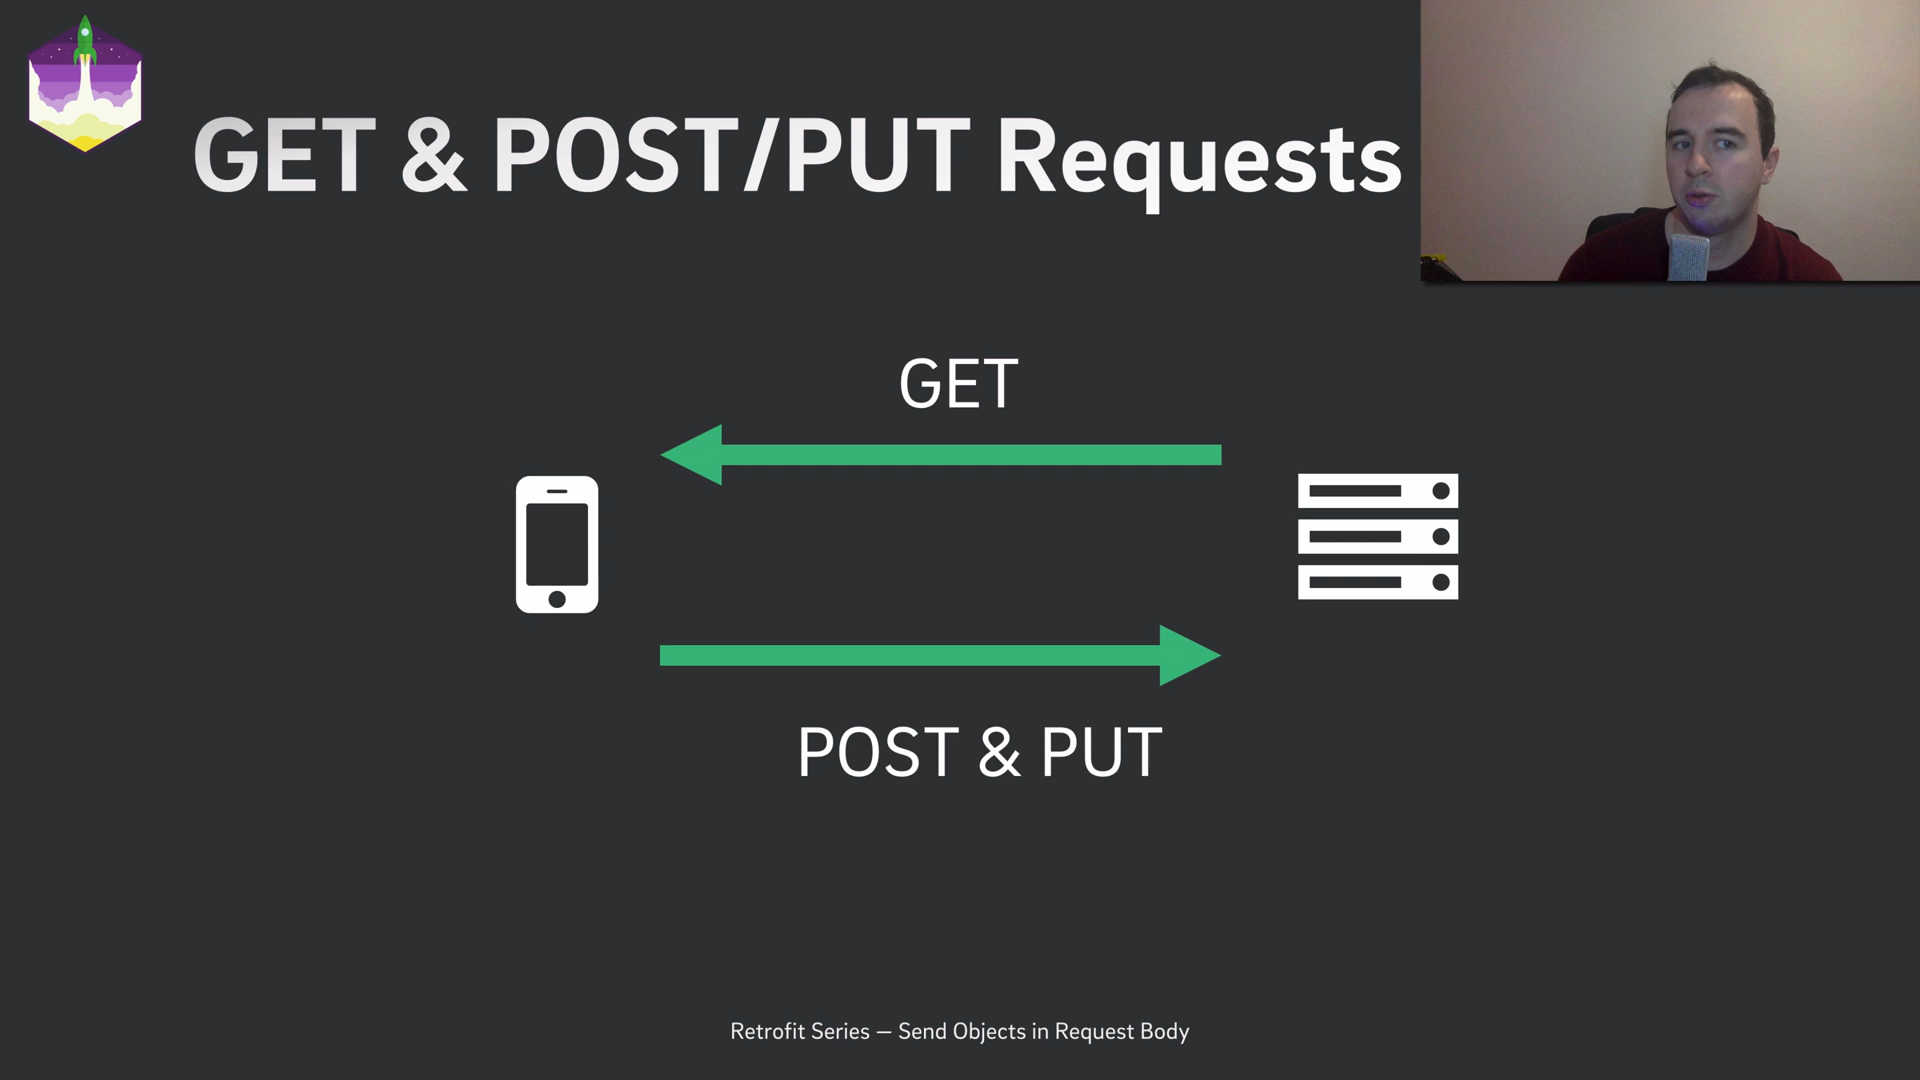 GET & POST/PUT Requests
GET
POST & PUT
Retrofit Series — Send Objects in Request Body